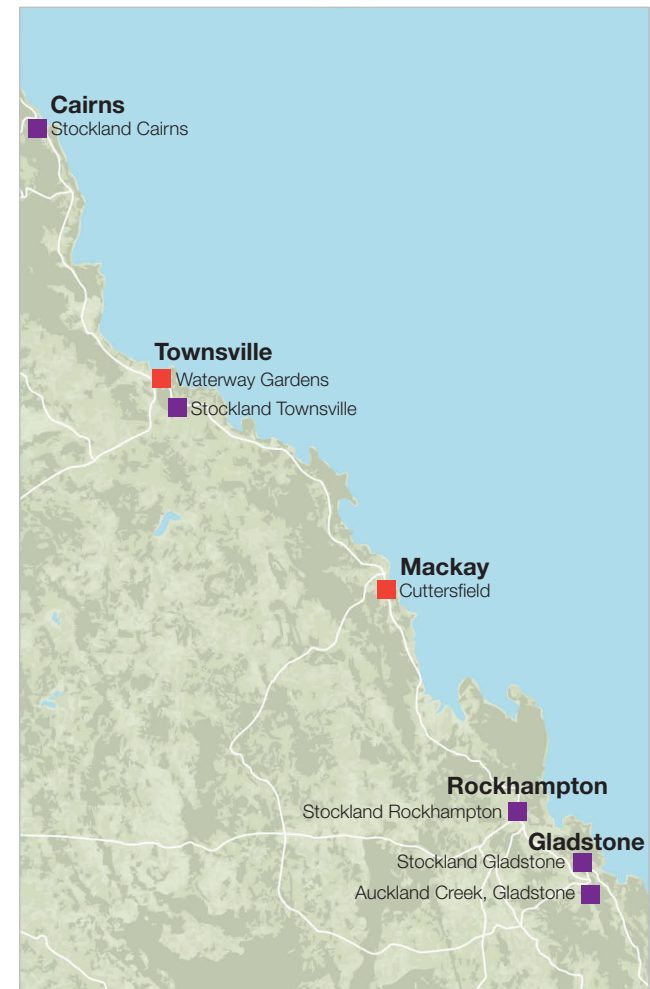 Cairns
Stockland Cairns
Townsville
Waterway Gardens
Stockland Townsville
Mackay
Cuttersfield
Rockhampton
Stockland Rockhampton
Gladstone
Stockland Gladstone
Auckland Creek, Gladstone